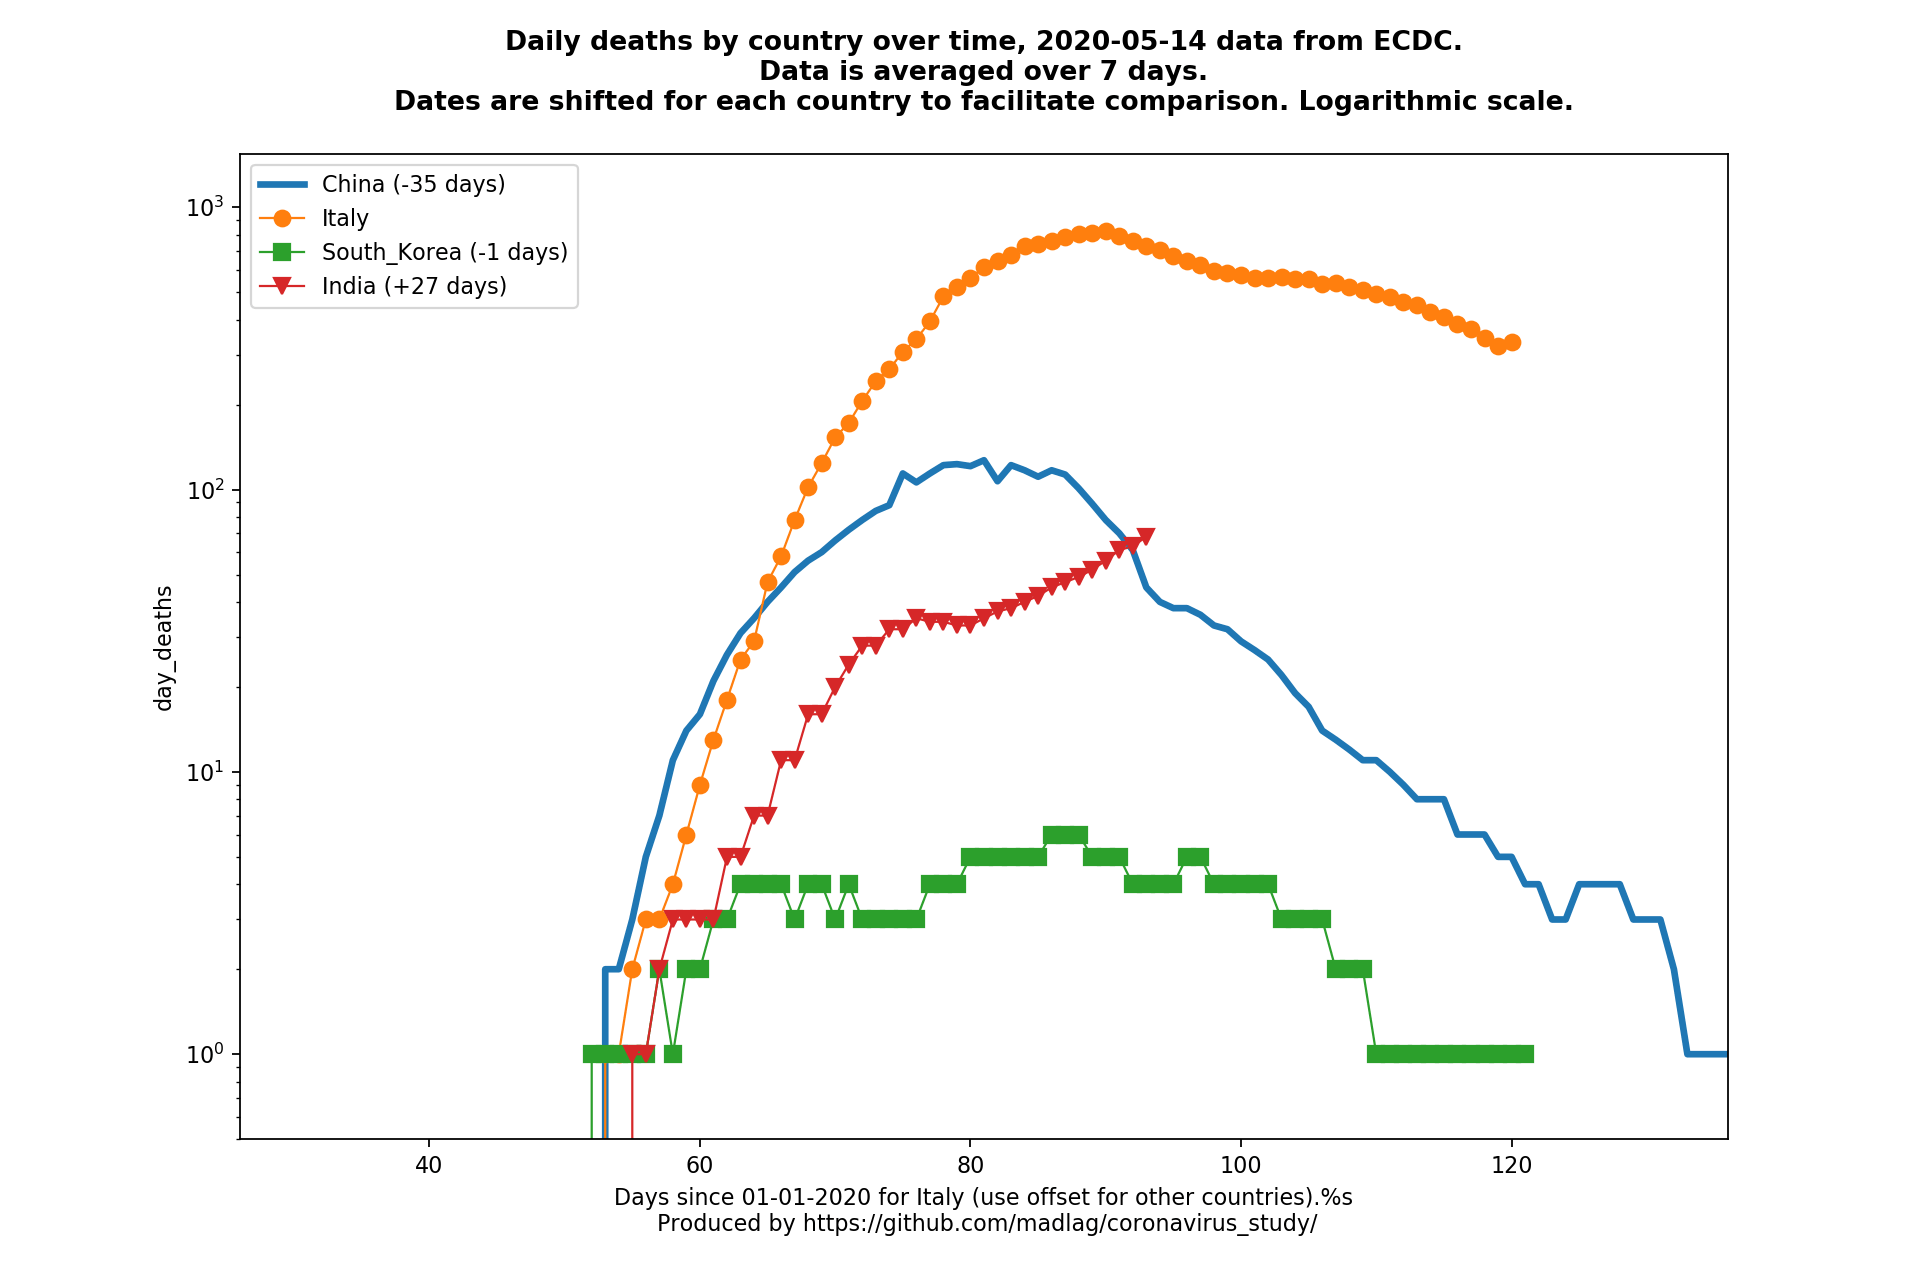 Daily deaths by country over time, 2020-05-14 data from ECDC.
Data is averaged over 7 days.
Dates are shifted for each country to facilitate comparison. Logarithmic scale.
China (-35 days)
Italy
South_Korea (-1 days)
India (+27 days)
10³
10²
10¹
10⁰
day_deaths
40 60 80 100 120
Days since 01-01-2020 for Italy (use offset for other countries).%s
Produced by https://github.com/madlag/coronavirus_study/